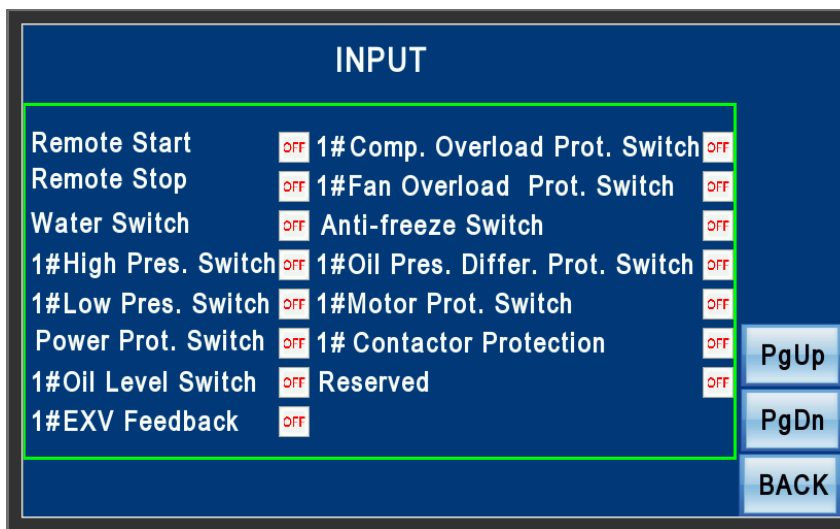 INPUT
Remote Start OFF 1#Comp. Overload Prot. Switch OFF
Remote Stop OFF 1#Fan Overload Prot. Switch OFF
Water Switch OFF Anti-freeze Switch OFF
1#High Pres. Switch OFF 1#Oil Pres. Differ. Prot. Switch OFF
1#Low Pres. Switch OFF 1#Motor Prot. Switch OFF
Power Prot. Switch OFF 1# Contactor Protection OFF
PgUp
1#Oil Level Switch OFF Reserved OFF
1#EXV Feedback OFF
PgDn
BACK